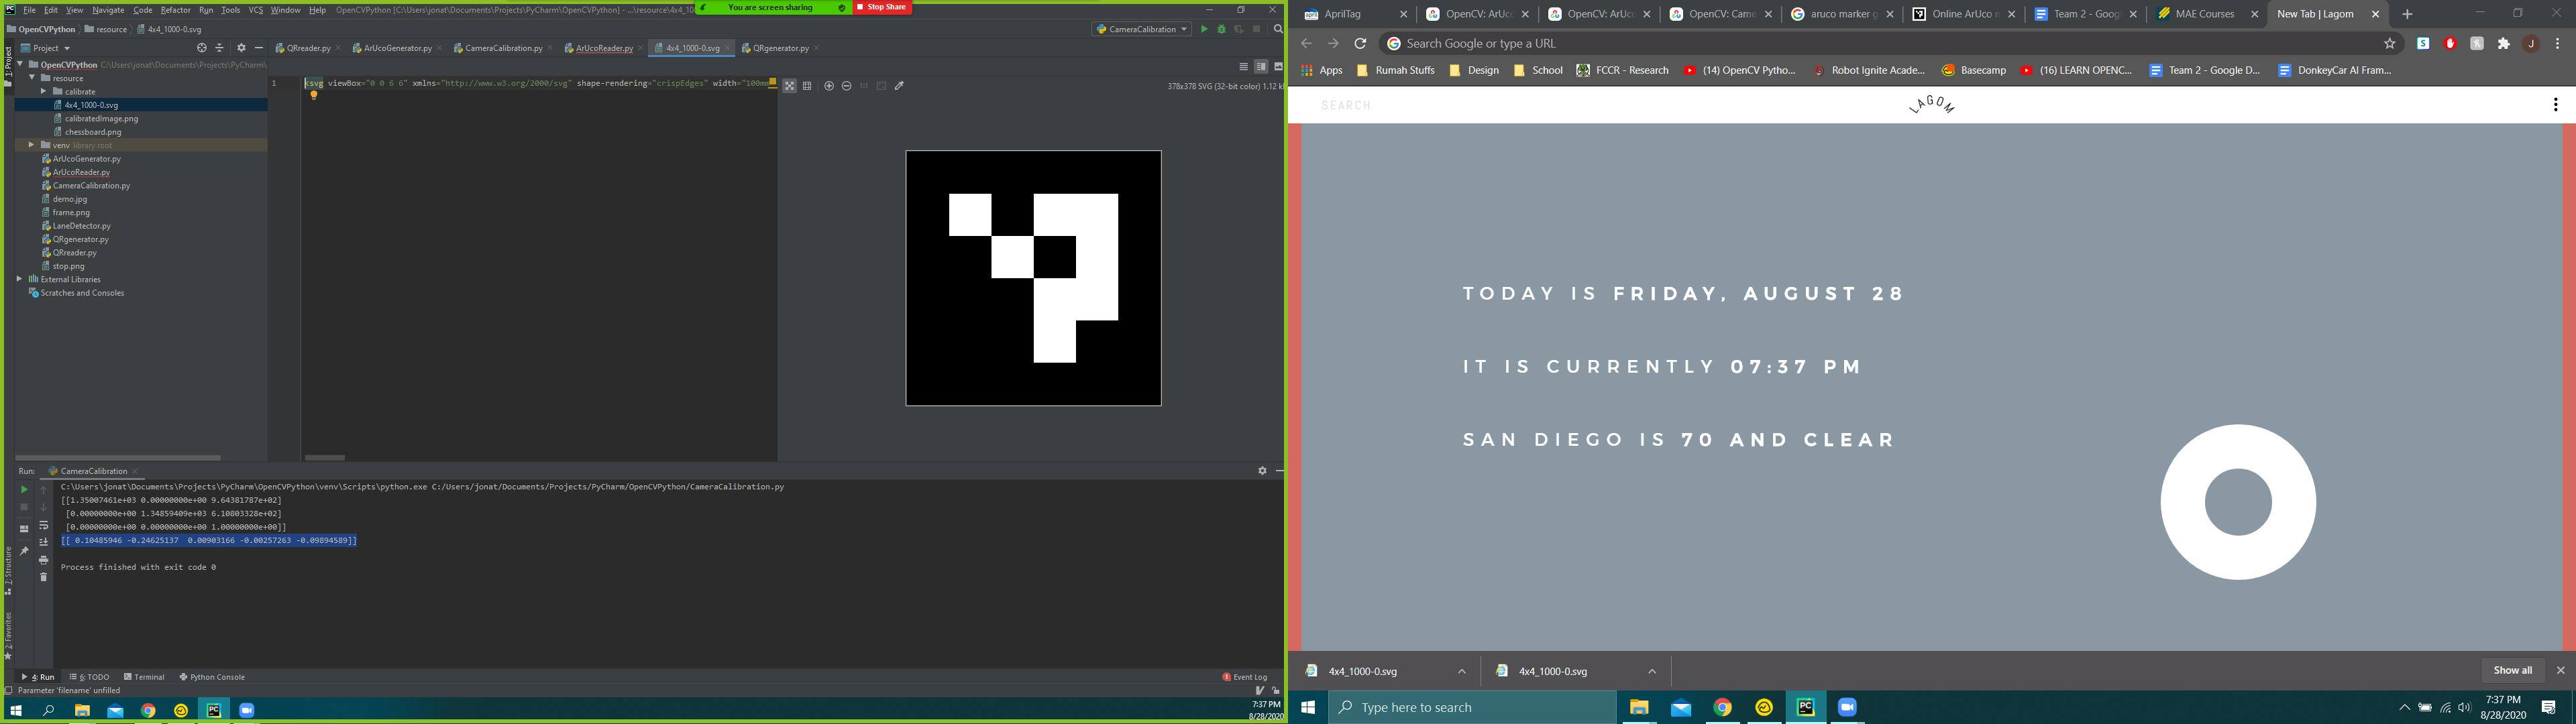 File Edit View Navigate Code Refactor Run Tools VCS Window Help OpenCVPython [C:\Users\jonat\Documents\Projects\PyCharm\OpenCVPython] - ...\resource\4x4_10
You are screen sharing Stop Share
OpenCVPython resource 4x4_1000-0.svg
CameraCalibration
Project
QRreader.py ArUcoGenerator.py CameraCalibration.py ArUcoReader.py 4x4_1000-0.svg QRgenerator.py
1: Project
OpenCVPython C:\Users\jonat\Documents\Projects\PyCharm\
resource
calibrate
4x4_1000-0.svg
calibratedImage.png
chessboard.png
venv library root
ArUcoGenerator.py
ArUcoReader.py
CameraCalibration.py
demo.jpg
frame.png
LaneDetector.py
QRgenerator.py
QRreader.py
stop.png
External Libraries
Scratches and Consoles
1 <svg viewBox="0 0 6 6" xmlns="http://www.w3.org/2000/svg" shape-rendering="crispEdges" width="100mm
1:1
378x378 SVG (32-bit color) 1.12 k
Run: CameraCalibration
C:\Users\jonat\Documents\Projects\PyCharm\OpenCVPython\venv\Scripts\python.exe C:/Users/jonat/Documents/Projects/PyCharm/OpenCVPython/CameraCalibration.py
[[1.35007461e+03 0.00000000e+00 9.64381787e+02]
[0.00000000e+00 1.34859409e+03 6.10803328e+02]
[0.00000000e+00 0.00000000e+00 1.00000000e+00]]
[[ 0.10485946 -0.24625137  0.00903166 -0.00257263 -0.09894589]]
Process finished with exit code 0
7: Structure
2: Favorites
4: Run 6: TODO Terminal Python Console
1 Event Log
Parameter 'filename' unfilled
7:37 PM
8/28/2020
AprilTag OpenCV: ArUc OpenCV: ArUc OpenCV: Came aruco marker g Online ArUco m Team 2 - Goog MAE Courses New Tab | Lagom
Search Google or type a URL
S
J
Apps Rumah Stuffs Design School FCCR - Research (14) OpenCV Pytho... Robot Ignite Acade... Basecamp (16) LEARN OPENC... Team 2 - Google D... DonkeyCar AI Fram...
SEARCH
LAGOM
TODAY IS FRIDAY, AUGUST 28
IT IS CURRENTLY 07:37 PM
SAN DIEGO IS 70 AND CLEAR
4x4_1000-0.svg 4x4_1000-0.svg Show all
Type here to search
7:37 PM
8/28/2020